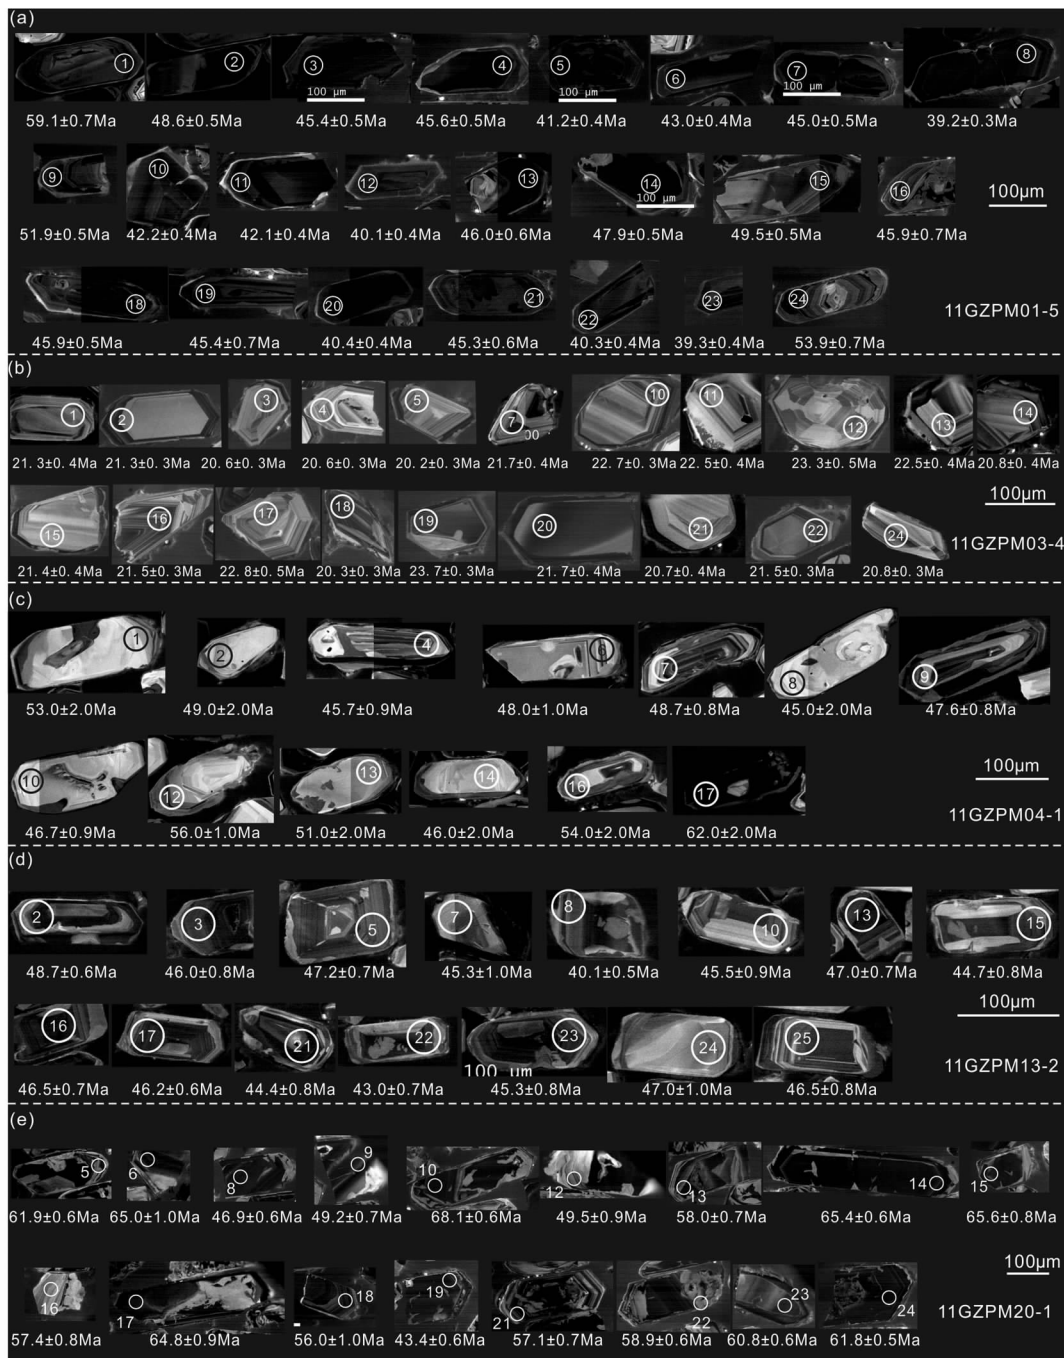 (a)
1 2 3 4 5 6 7 8
100 µm 100 µm 100 µm
59.1±0.7Ma 48.6±0.5Ma 45.4±0.5Ma 45.6±0.5Ma 41.2±0.4Ma 43.0±0.4Ma 45.0±0.5Ma 39.2±0.3Ma
9 10 11 12 13 14 15 16
100 µm 100µm
51.9±0.5Ma 42.2±0.4Ma 42.1±0.4Ma 40.1±0.4Ma 46.0±0.6Ma 47.9±0.5Ma 49.5±0.5Ma 45.9±0.7Ma
18 19 20 21 22 23 24
11GZPM01-5
45.9±0.5Ma 45.4±0.7Ma 40.4±0.4Ma 45.3±0.6Ma 40.3±0.4Ma 39.3±0.4Ma 53.9±0.7Ma
(b)
1 2 3 4 5 7 10 11 12 13 14
00
21.3±0.4Ma 21.3±0.3Ma 20.6±0.3Ma 20.6±0.3Ma 20.2±0.3Ma 21.7±0.4Ma 22.7±0.3Ma 22.5±0.4Ma 23.3±0.5Ma 22.5±0.4Ma 20.8±0.4Ma
100µm
15 16 17 18 19 20 21 22 24
11GZPM03-4
21.4±0.4Ma 21.5±0.3Ma 22.8±0.5Ma 20.3±0.3Ma 23.7±0.3Ma 21.7±0.4Ma 20.7±0.4Ma 21.5±0.3Ma 20.8±0.3Ma
(c)
1 2 4 6 7 8 9
53.0±2.0Ma 49.0±2.0Ma 45.7±0.9Ma 48.0±1.0Ma 48.7±0.8Ma 45.0±2.0Ma 47.6±0.8Ma
10 12 13 14 16 17
100µm
11GZPM04-1
46.7±0.9Ma 56.0±1.0Ma 51.0±2.0Ma 46.0±2.0Ma 54.0±2.0Ma 62.0±2.0Ma
(d)
2 3 5 7 8 10 13 15
48.7±0.6Ma 46.0±0.8Ma 47.2±0.7Ma 45.3±1.0Ma 40.1±0.5Ma 45.5±0.9Ma 47.0±0.7Ma 44.7±0.8Ma
100µm
16 17 21 22 23 24 25
100 µm
11GZPM13-2
46.5±0.7Ma 46.2±0.6Ma 44.4±0.8Ma 43.0±0.7Ma 45.3±0.8Ma 47.0±1.0Ma 46.5±0.8Ma
(e)
5 6 8 9 10 12 13 14 15
61.9±0.6Ma 65.0±1.0Ma 46.9±0.6Ma 49.2±0.7Ma 68.1±0.6Ma 49.5±0.9Ma 58.0±0.7Ma 65.4±0.6Ma 65.6±0.8Ma
100µm
16 17 18 19 21 22 23 24
11GZPM20-1
57.4±0.8Ma 64.8±0.9Ma 56.0±1.0Ma 43.4±0.6Ma 57.1±0.7Ma 58.9±0.6Ma 60.8±0.6Ma 61.8±0.5Ma